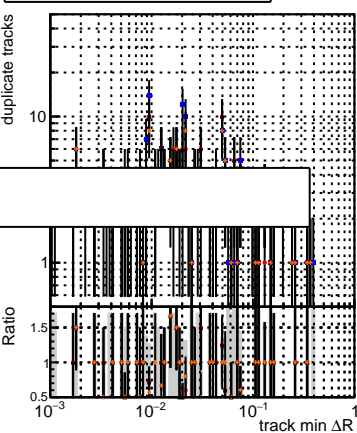 duplicate tracks
10
1
Ratio
1.5
1
0.5
10⁻³ 10⁻² 10⁻¹ 1
track min ΔR